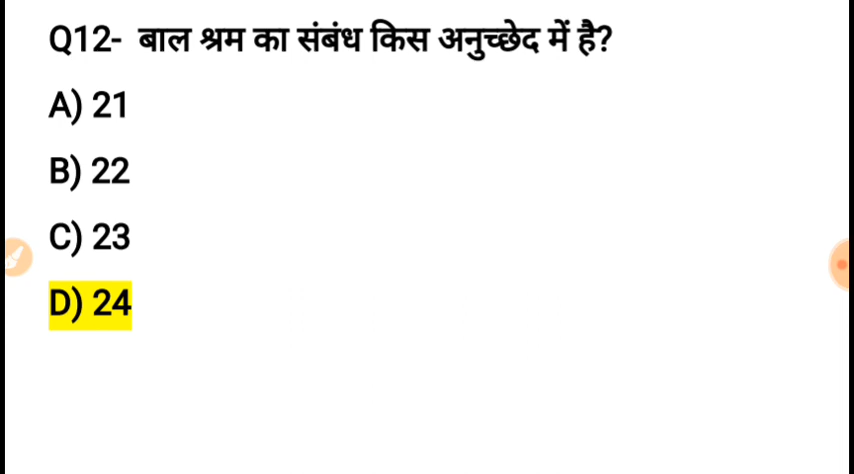 Q12- बाल श्रम का संबंध किस अनुच्छेद में है?
A) 21
B) 22
C) 23
D) 24